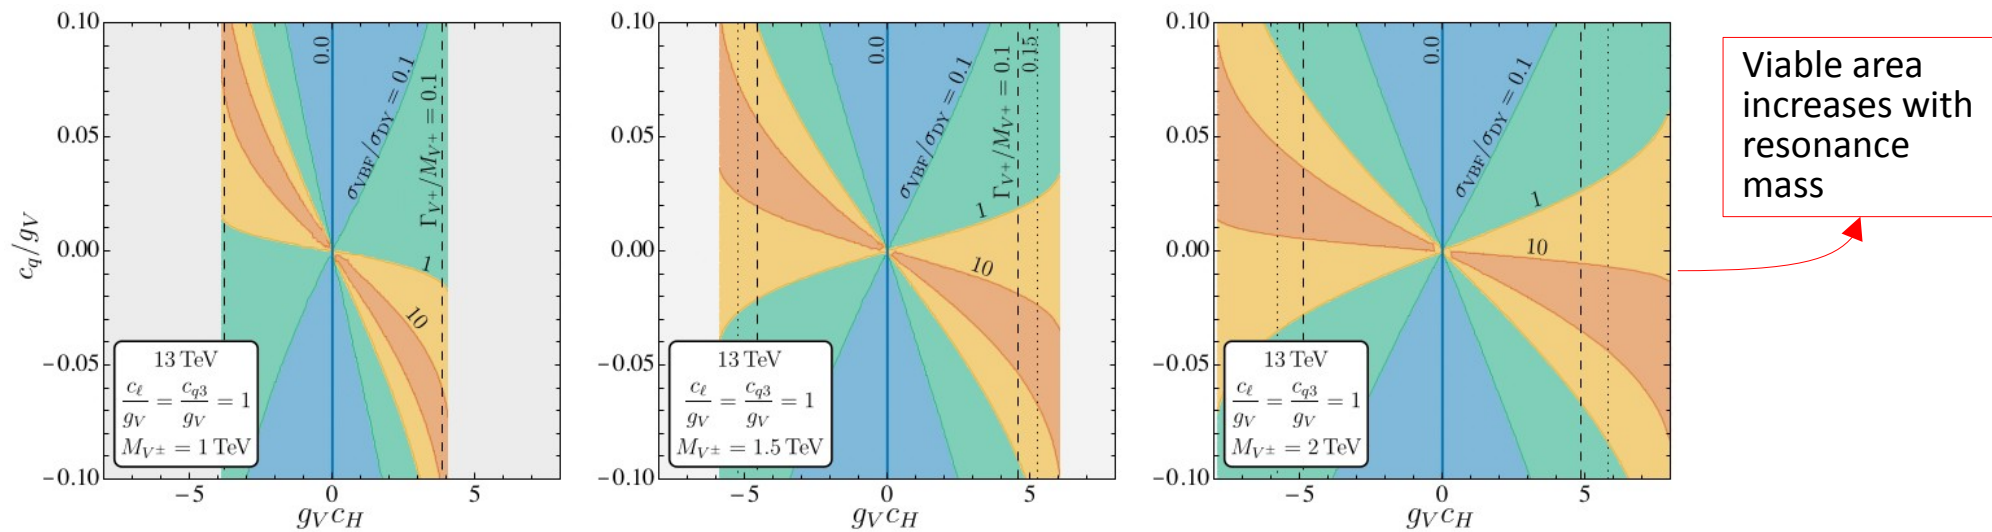 0.10
0.05
0.00
−0.05
−0.10
c_q/g_V
0.0
σ_VBF/σ_DY = 0.1
Γ_V+/M_V+ = 0.1
1
10
13 TeV
c_ℓ/g_V = c_q3/g_V = 1
M_V± = 1 TeV
−5 0 5
g_V c_H
0.10
0.05
0.00
−0.05
−0.10
0.0
σ_VBF/σ_DY = 0.1
Γ_V+/M_V+ = 0.1
0.15
1
10
13 TeV
c_ℓ/g_V = c_q3/g_V = 1
M_V± = 1.5 TeV
−5 0 5
g_V c_H
0.10
0.05
0.00
−0.05
−0.10
0.0
σ_VBF/σ_DY = 0.1
1
10
13 TeV
c_ℓ/g_V = c_q3/g_V = 1
M_V± = 2 TeV
−5 0 5
g_V c_H
Viable area
increases with
resonance
mass